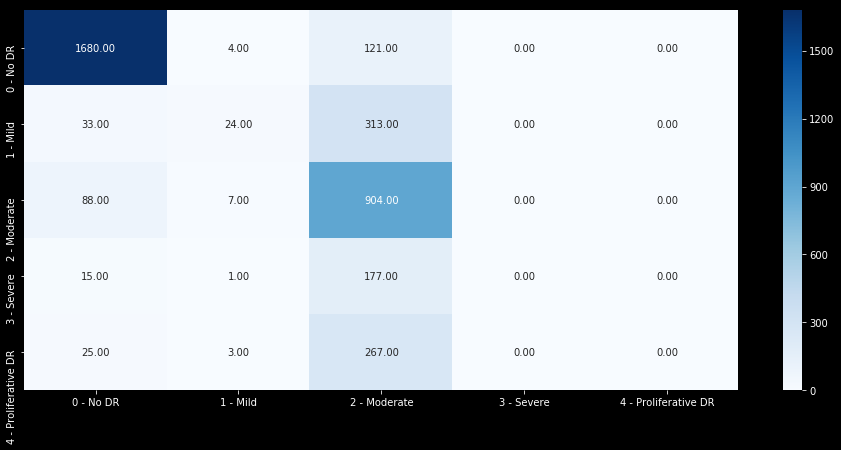 0 - No DR 1680.00 4.00 121.00 0.00 0.00
1 - Mild 33.00 24.00 313.00 0.00 0.00
2 - Moderate 88.00 7.00 904.00 0.00 0.00
3 - Severe 15.00 1.00 177.00 0.00 0.00
4 - Proliferative DR 25.00 3.00 267.00 0.00 0.00
0 - No DR 1 - Mild 2 - Moderate 3 - Severe 4 - Proliferative DR
1500
1200
900
600
300
0